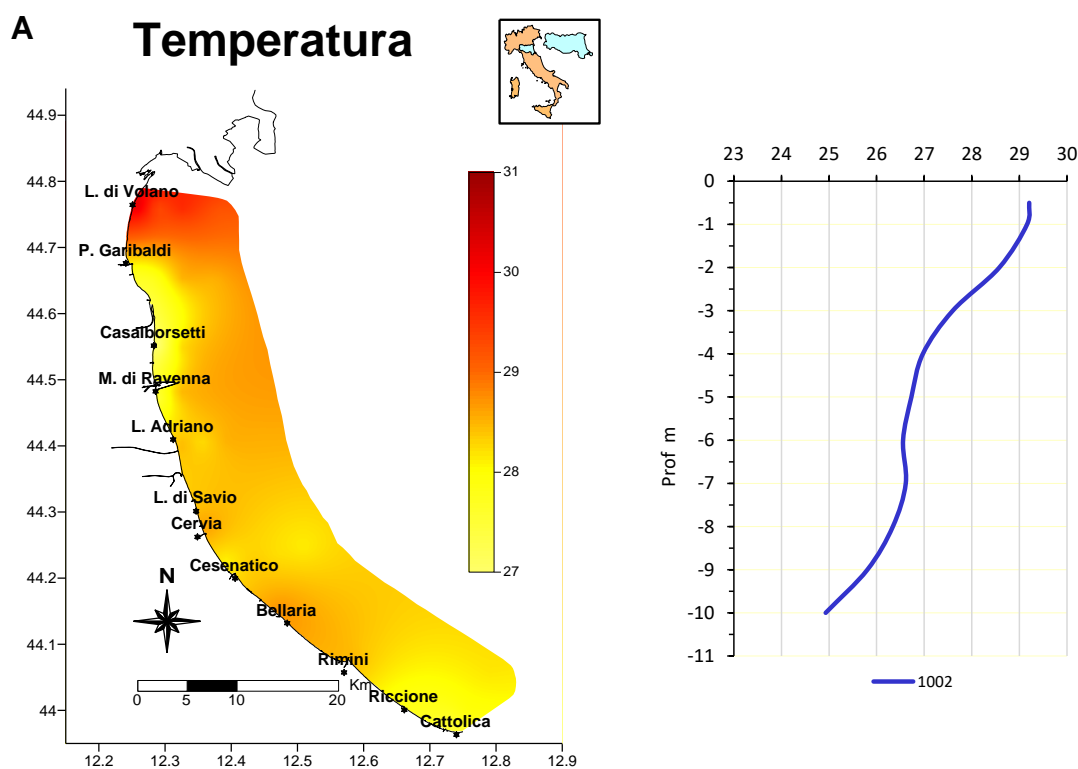 A
Temperatura
44.9
44.8
44.7
44.6
44.5
44.4
44.3
44.2
44.1
44
12.2 12.3 12.4 12.5 12.6 12.7 12.8 12.9
L. di Volano
P. Garibaldi
Casalborsetti
M. di Ravenna
L. Adriano
L. di Savio
Cervia
Cesenatico
Bellaria
Rimini
Riccione
Cattolica
N
0 5 10 20
Km
31
30
29
28
27
23 24 25 26 27 28 29 30
0
-1
-2
-3
-4
-5
-6
-7
-8
-9
-10
-11
Prof m
1002